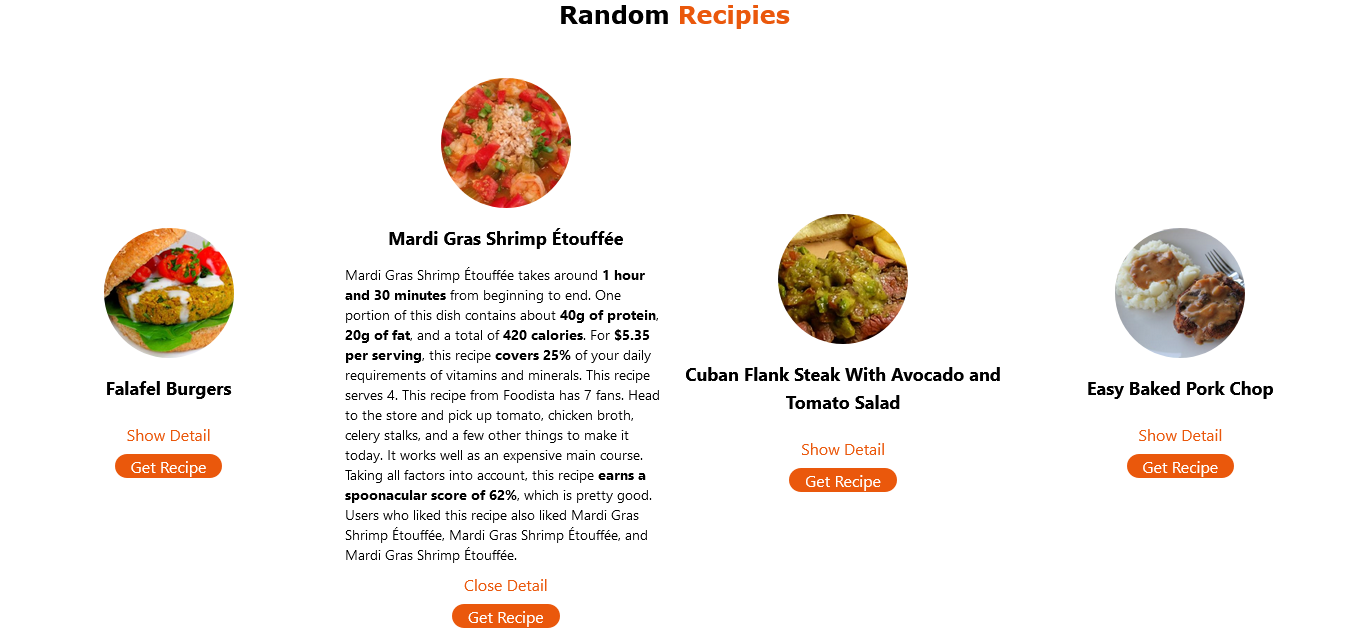 Random Recipies
Falafel Burgers
Show Detail
Get Recipe
Mardi Gras Shrimp Étouffée
Mardi Gras Shrimp Étouffée takes around 1 hour
and 30 minutes from beginning to end. One
portion of this dish contains about 40g of protein,
20g of fat, and a total of 420 calories. For $5.35
per serving, this recipe covers 25% of your daily
requirements of vitamins and minerals. This recipe
serves 4. This recipe from Foodista has 7 fans. Head
to the store and pick up tomato, chicken broth,
celery stalks, and a few other things to make it
today. It works well as an expensive main course.
Taking all factors into account, this recipe earns a
spoonacular score of 62%, which is pretty good.
Users who liked this recipe also liked Mardi Gras
Shrimp Étouffée, Mardi Gras Shrimp Étouffée, and
Mardi Gras Shrimp Étouffée.
Close Detail
Get Recipe
Cuban Flank Steak With Avocado and
Tomato Salad
Show Detail
Get Recipe
Easy Baked Pork Chop
Show Detail
Get Recipe